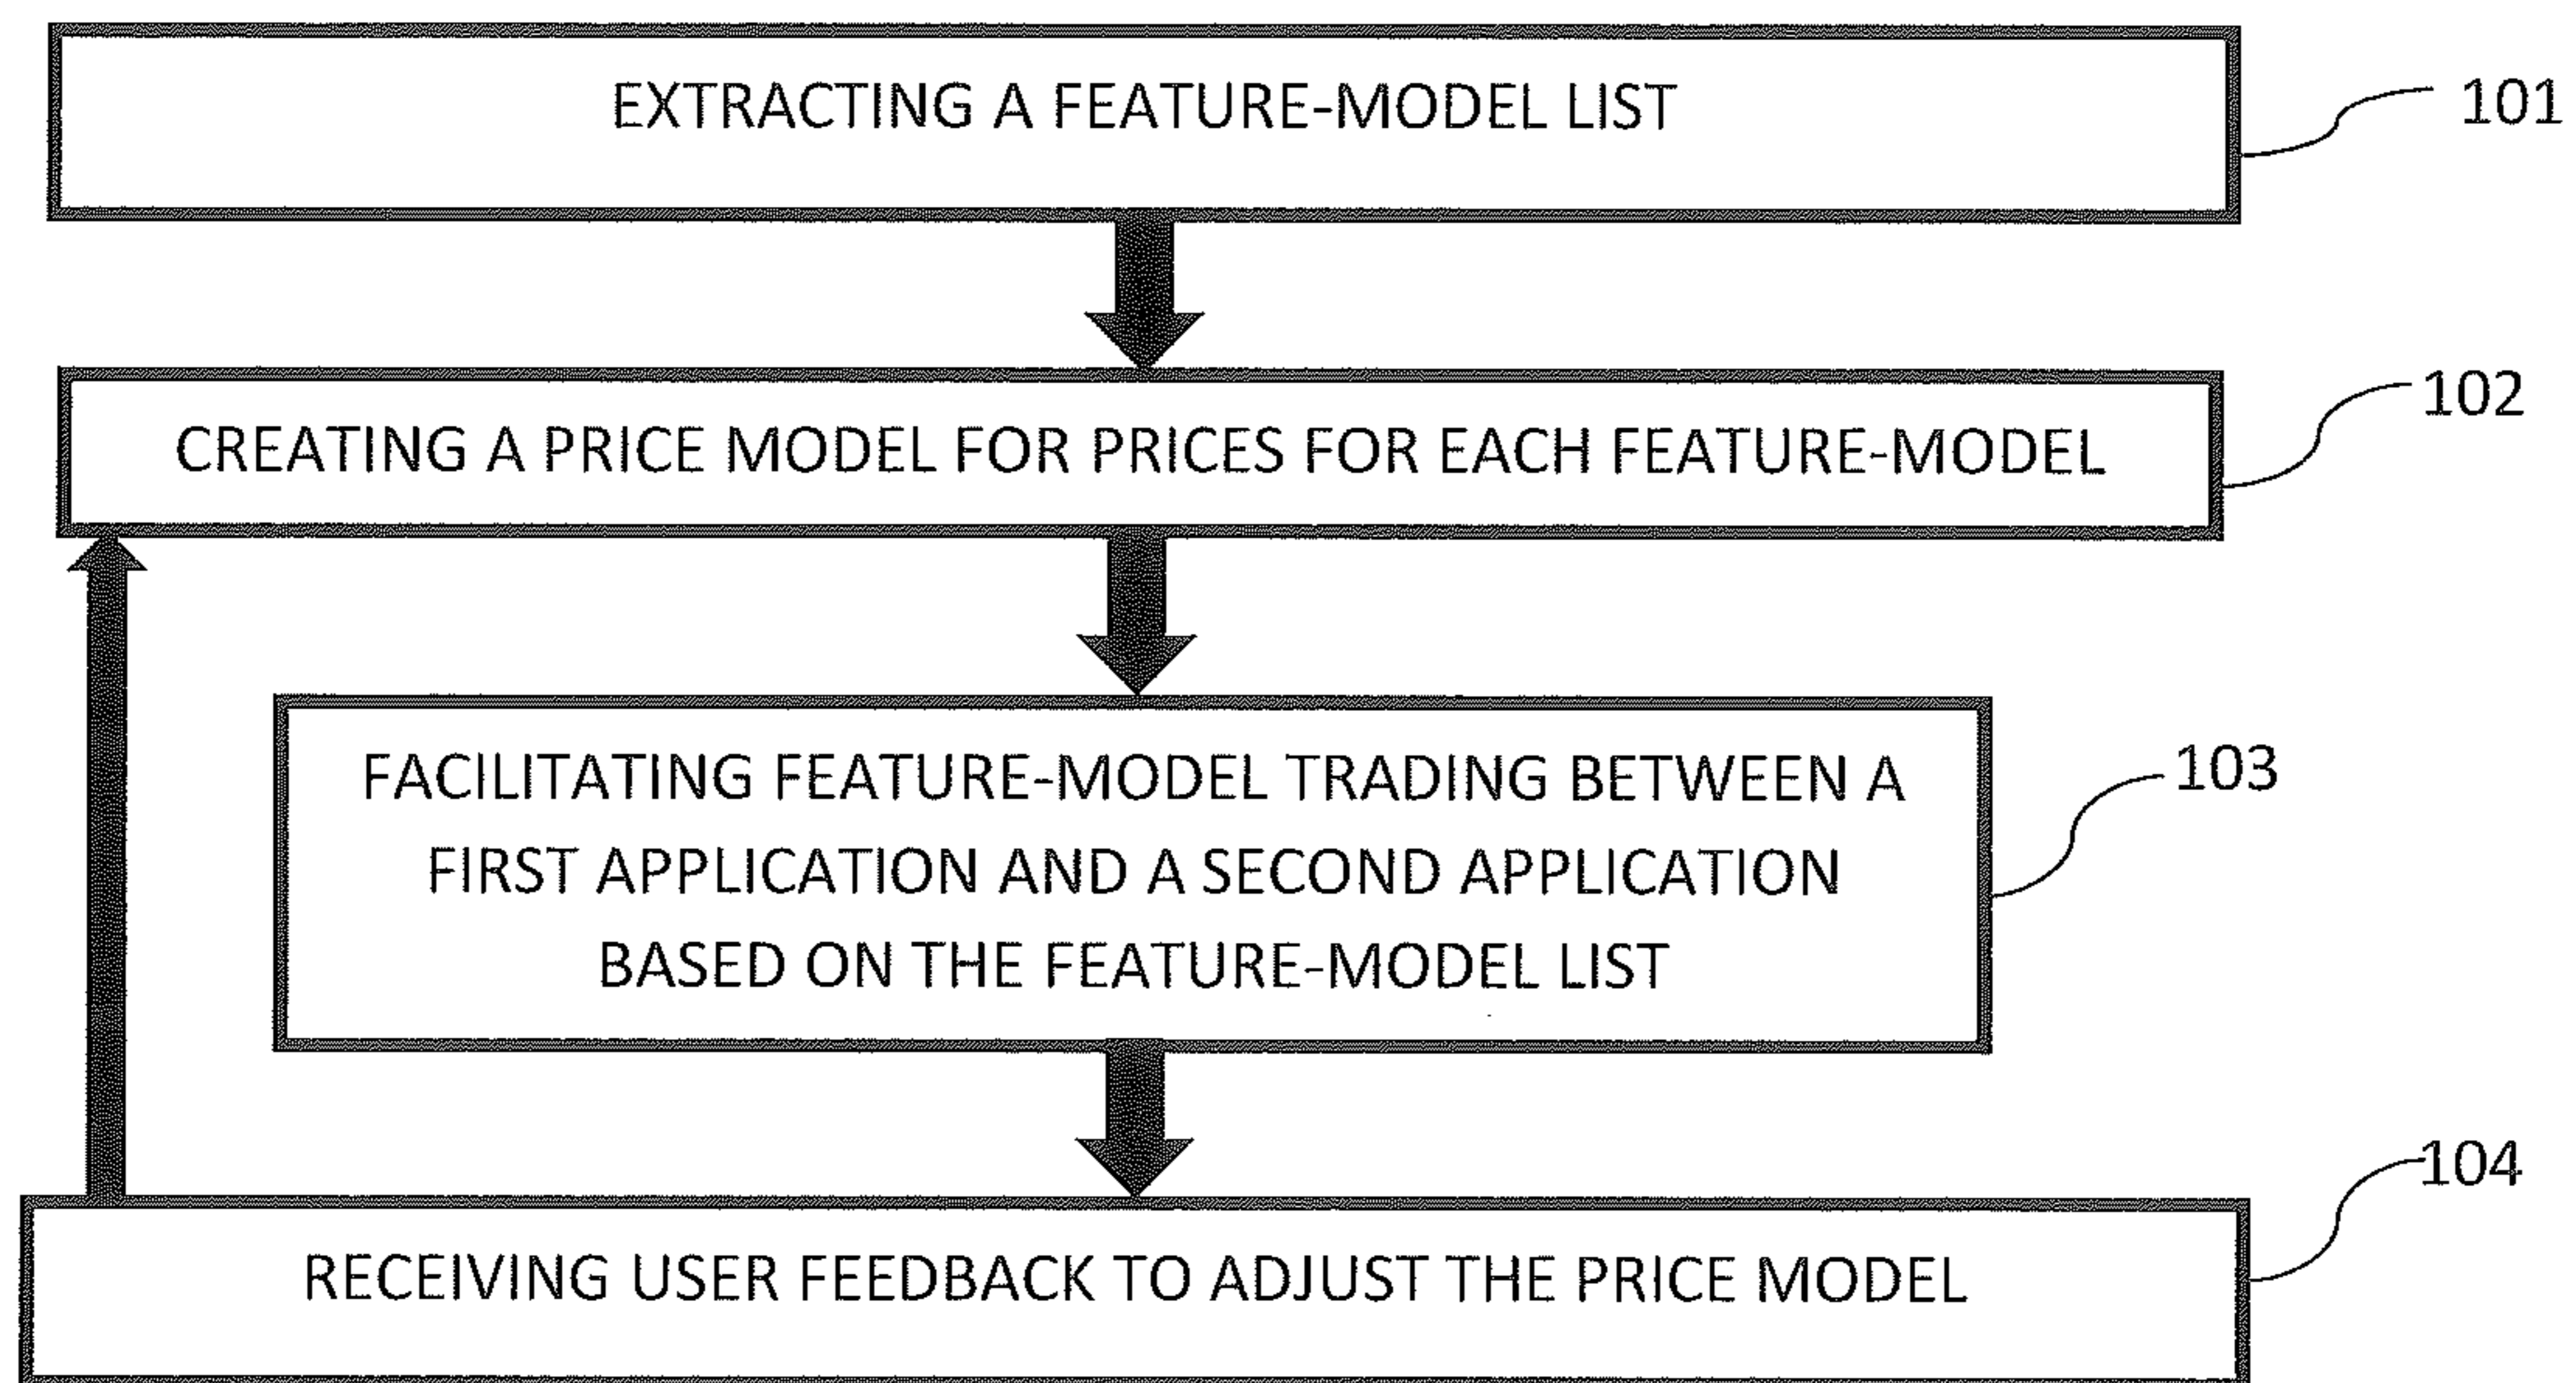 EXTRACTING A FEATURE-MODEL LIST
101
CREATING A PRICE MODEL FOR PRICES FOR EACH FEATURE-MODEL
102
FACILITATING FEATURE-MODEL TRADING BETWEEN A
FIRST APPLICATION AND A SECOND APPLICATION
BASED ON THE FEATURE-MODEL LIST
103
RECEIVING USER FEEDBACK TO ADJUST THE PRICE MODEL
104